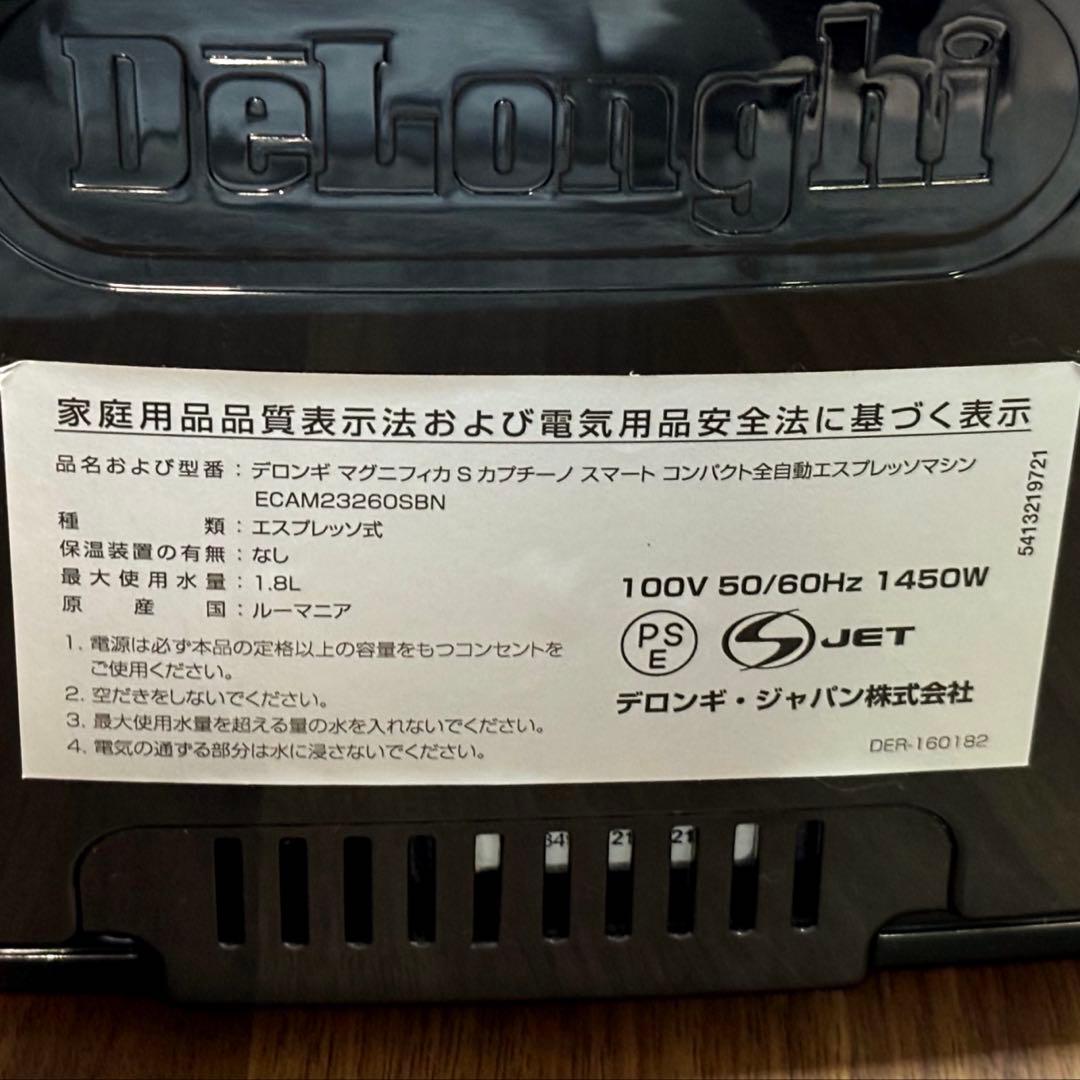 DeLonghi
家庭用品品質表示法および電気用品安全法に基づく表示
品名および型番：デロンギ マグニフィカ S カプチーノ スマート コンパクト全自動エスプレッソマシン
ECAM23260SBN
種類：エスプレッソ式
保温装置の有無：なし
最大使用水量：1.8L
原産国：ルーマニア
1. 電源は必ず本品の定格以上の容量をもつコンセントを
ご使用ください。
2. 空だきをしないでください。
3. 最大使用水量を超える量の水を入れないでください。
4. 電気の通ずる部分は水に浸さないでください。
100V 50/60Hz 1450W
PSE
JET
デロンギ・ジャパン株式会社
DER-160182
5413219721
21
21